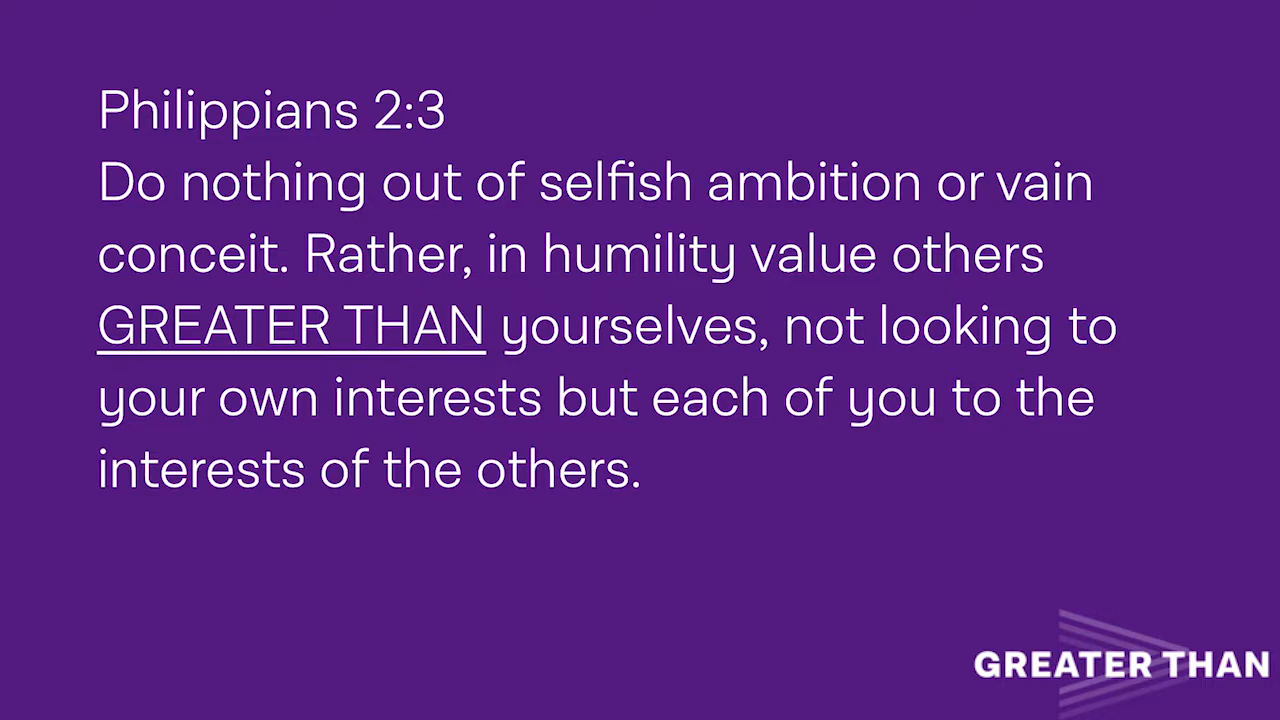 Philippians 2:3
Do nothing out of selfish ambition or vain
conceit. Rather, in humility value others
GREATER THAN yourselves, not looking to
your own interests but each of you to the
interests of the others.
GREATER THAN